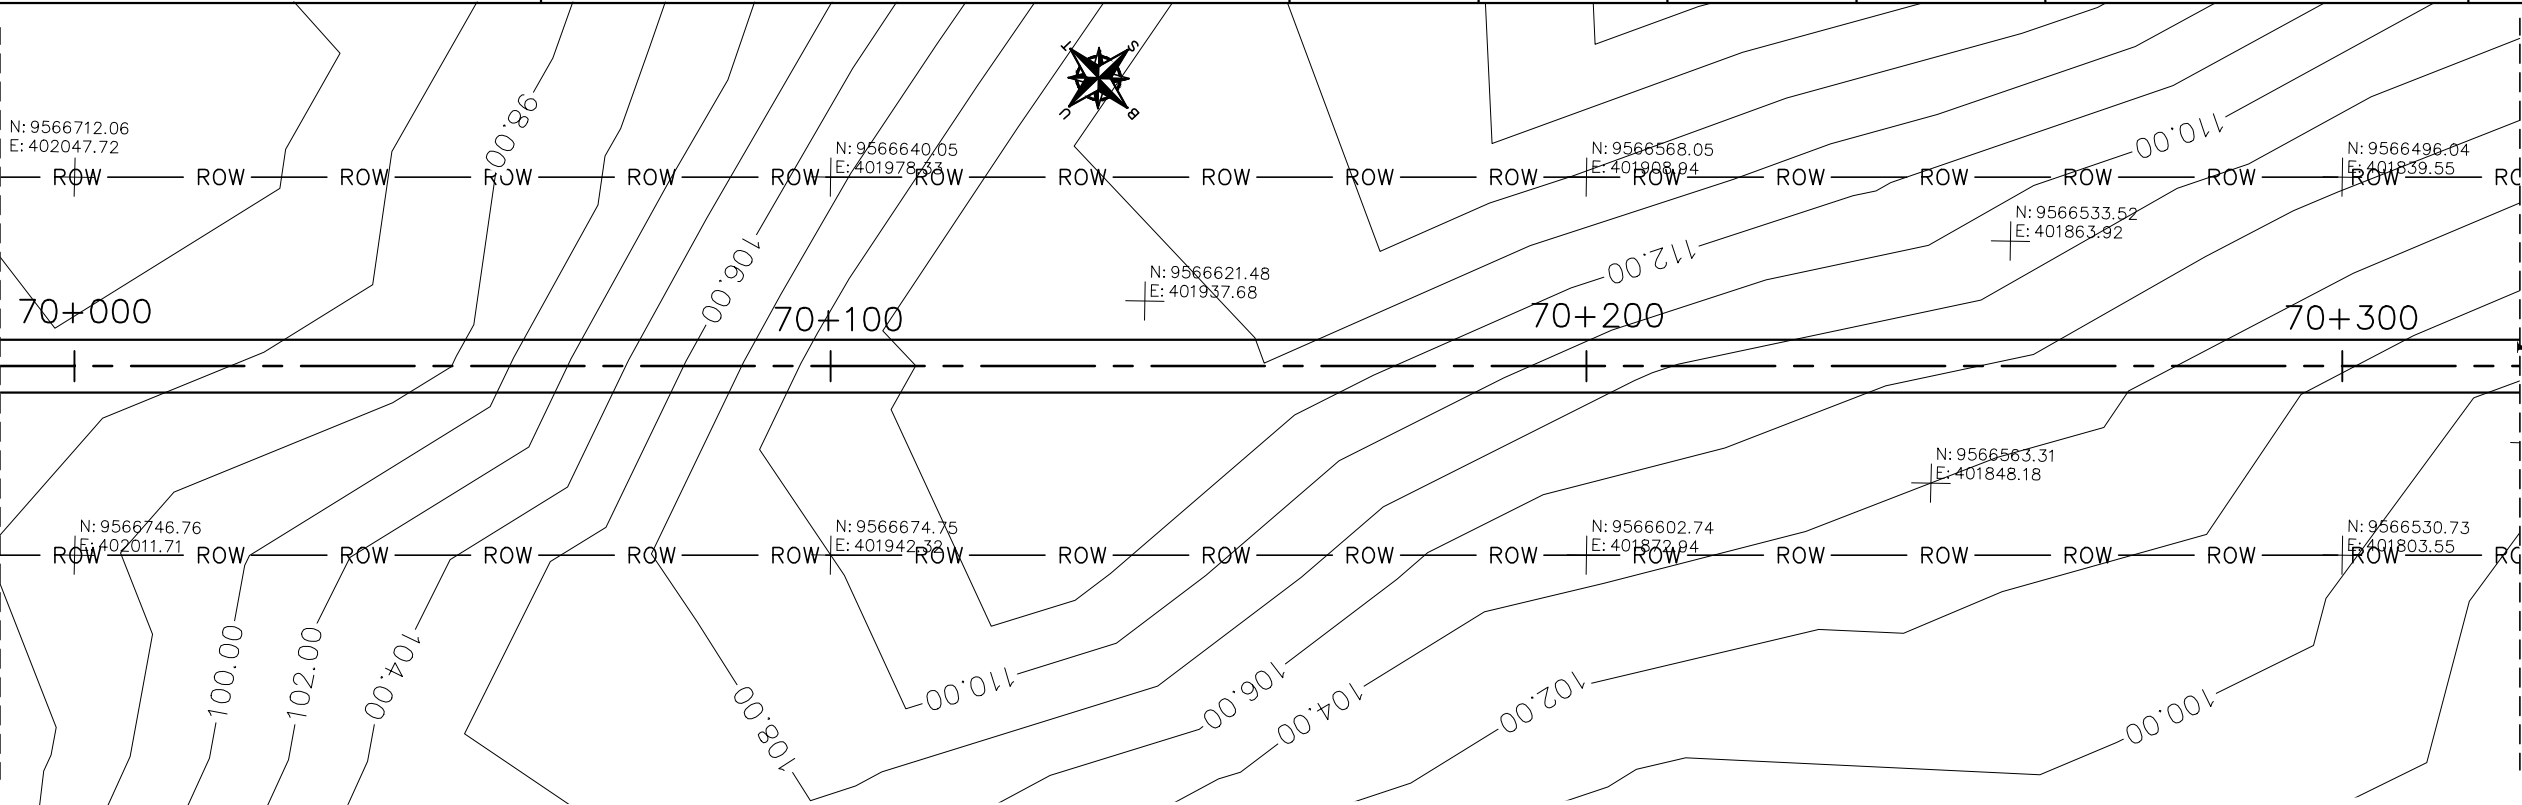 T S
U B
98.00
N: 9566712.06
E: 402047.72
N: 9566640.05
E: 401978.33
N: 9566568.05
E: 401908.94
110.00
N: 9566496.04
E: 401839.55
ROW ROW ROW ROW ROW ROW ROW ROW ROW ROW ROW ROW ROW ROW ROW ROW ROW
N: 9566533.52
E: 401863.92
106.00
112.00
N: 9566621.48
E: 401937.68
70+000 70+100 70+200 70+300
N: 9566563.31
E: 401848.18
N: 9566746.76
E: 402011.71
N: 9566674.75
E: 401942.32
N: 9566602.74
E: 401872.94
N: 9566530.73
E: 401803.55
ROW ROW ROW ROW ROW ROW ROW ROW ROW ROW ROW ROW ROW ROW ROW ROW ROW
100.00
102.00
104.00
108.00
110.00
106.00
104.00
102.00
100.00